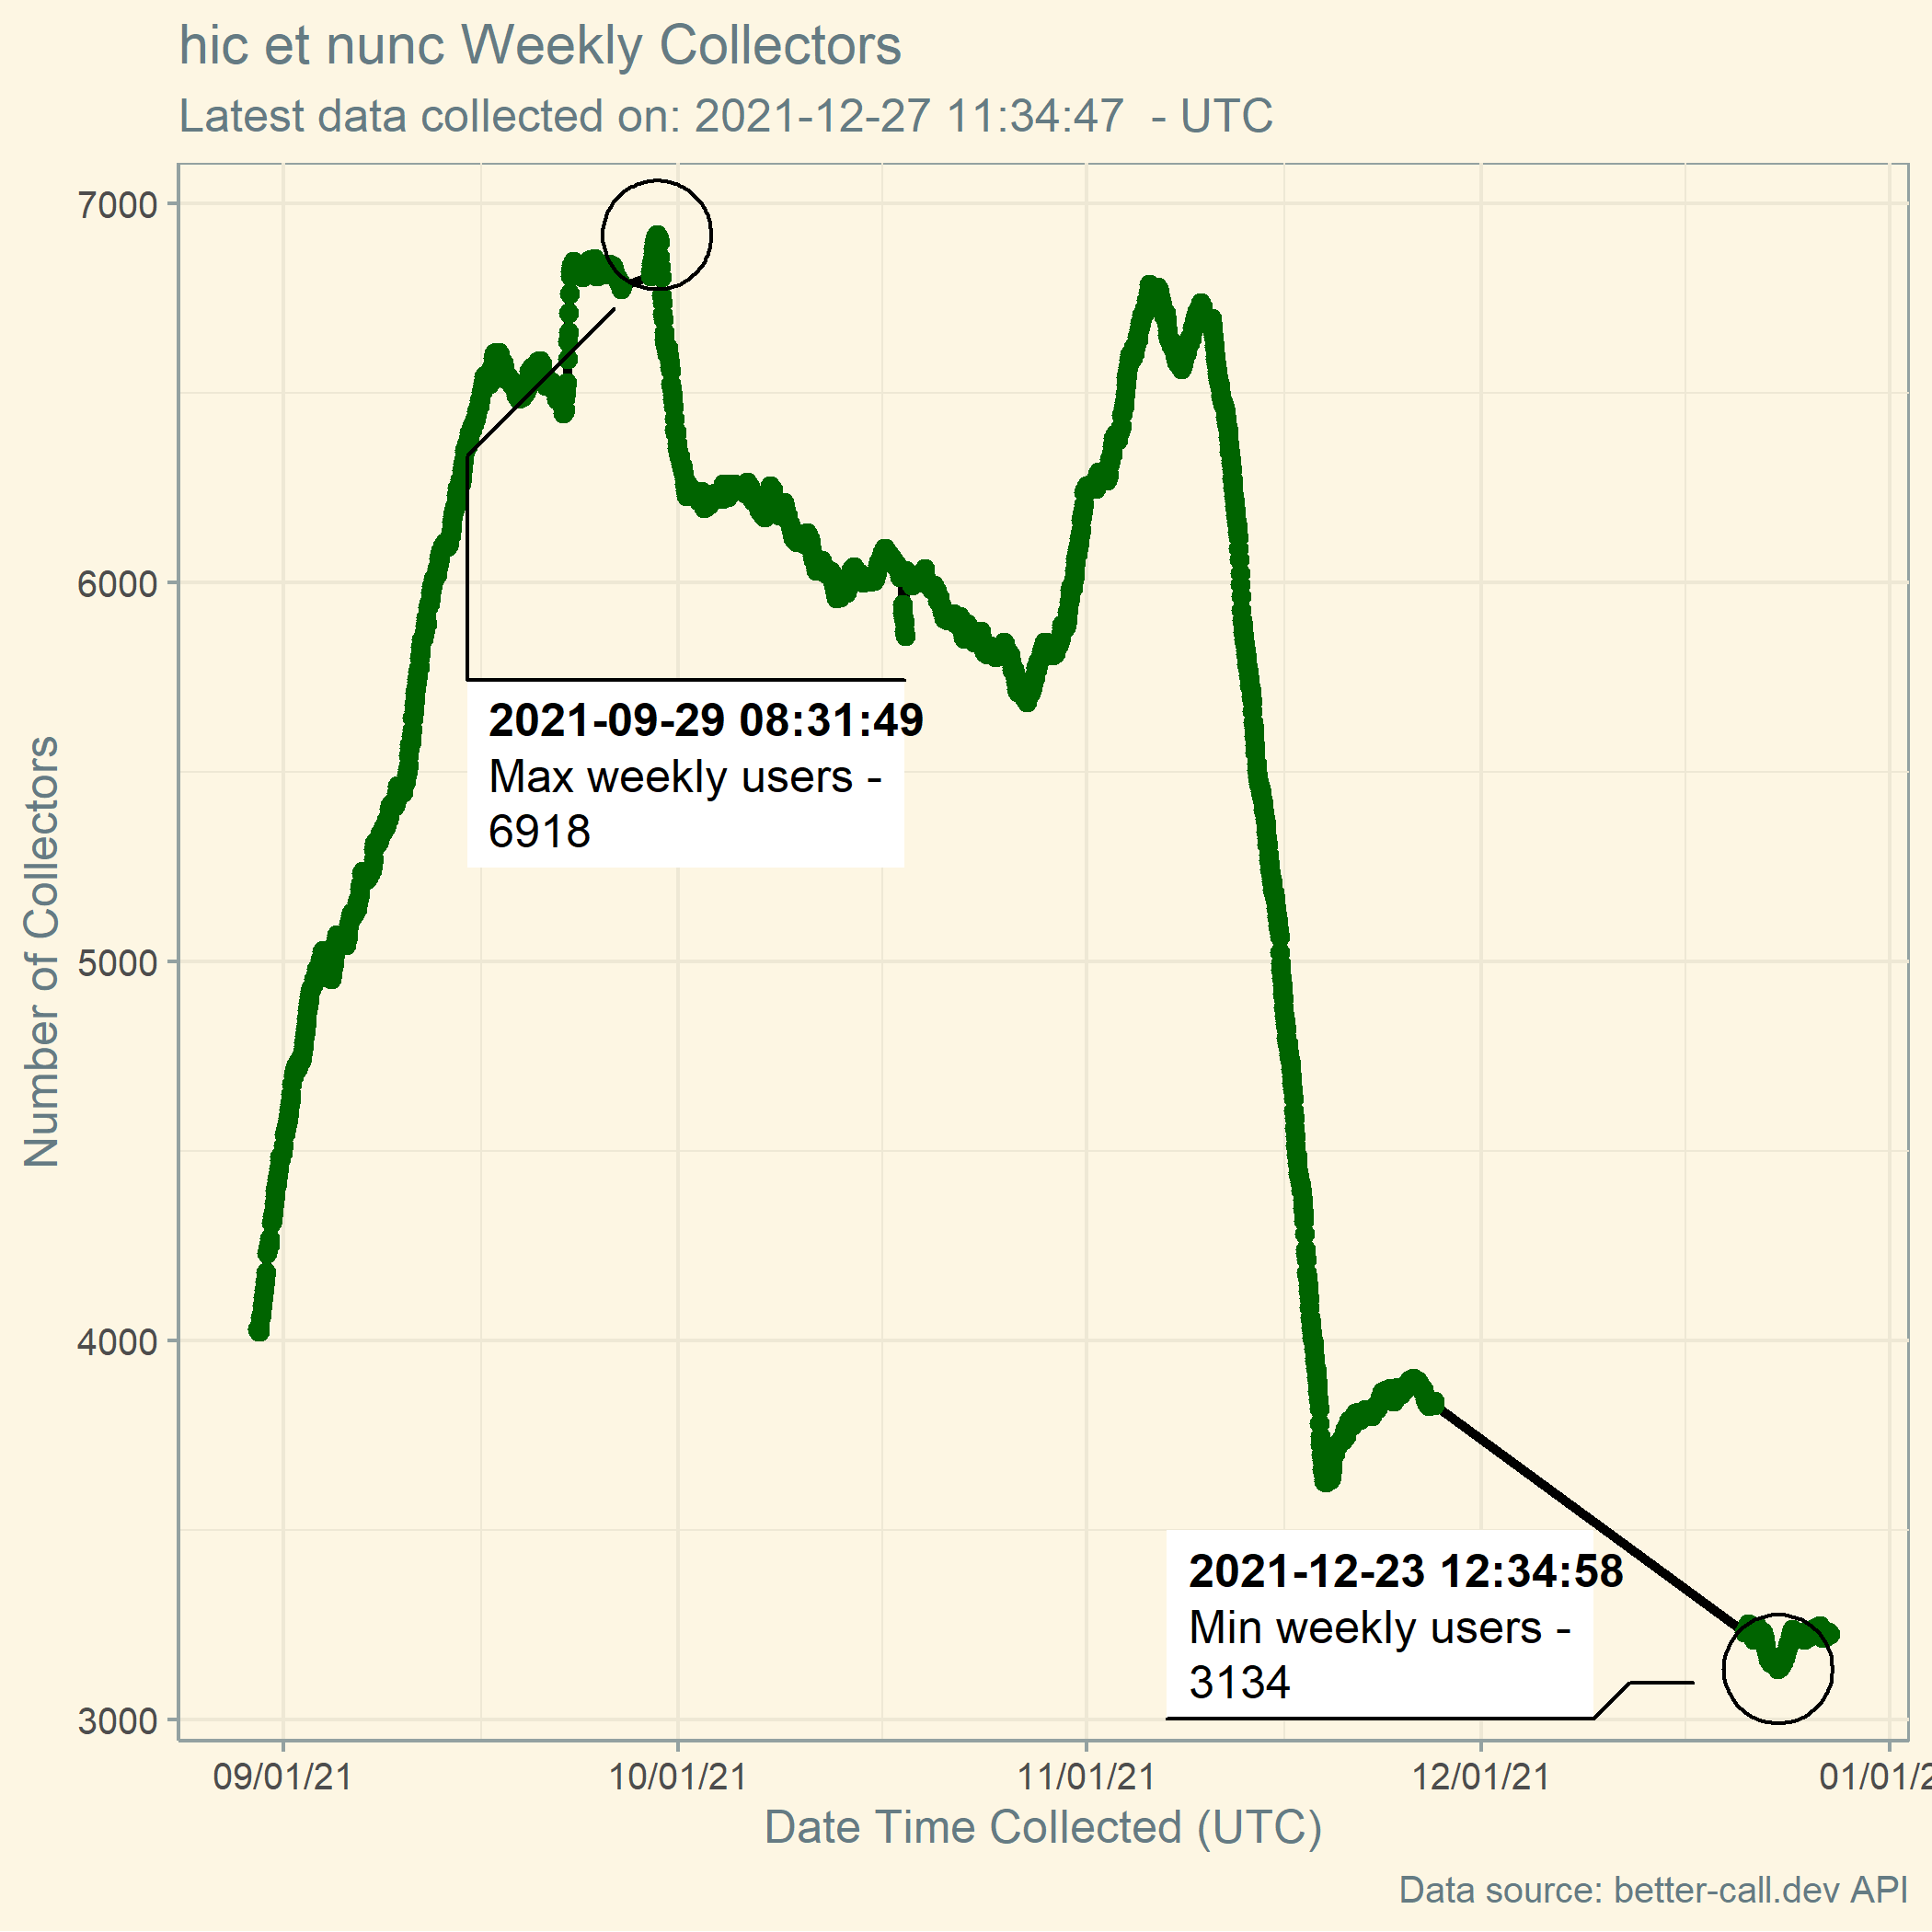 hic et nunc Weekly Collectors
Latest data collected on: 2021-12-27 11:34:47  - UTC
7000
6000
5000
4000
3000
Number of Collectors
2021-09-29 08:31:49
Max weekly users -
6918
2021-12-23 12:34:58
Min weekly users -
3134
09/01/21
10/01/21
11/01/21
12/01/21
01/01/2
Date Time Collected (UTC)
Data source: better-call.dev API